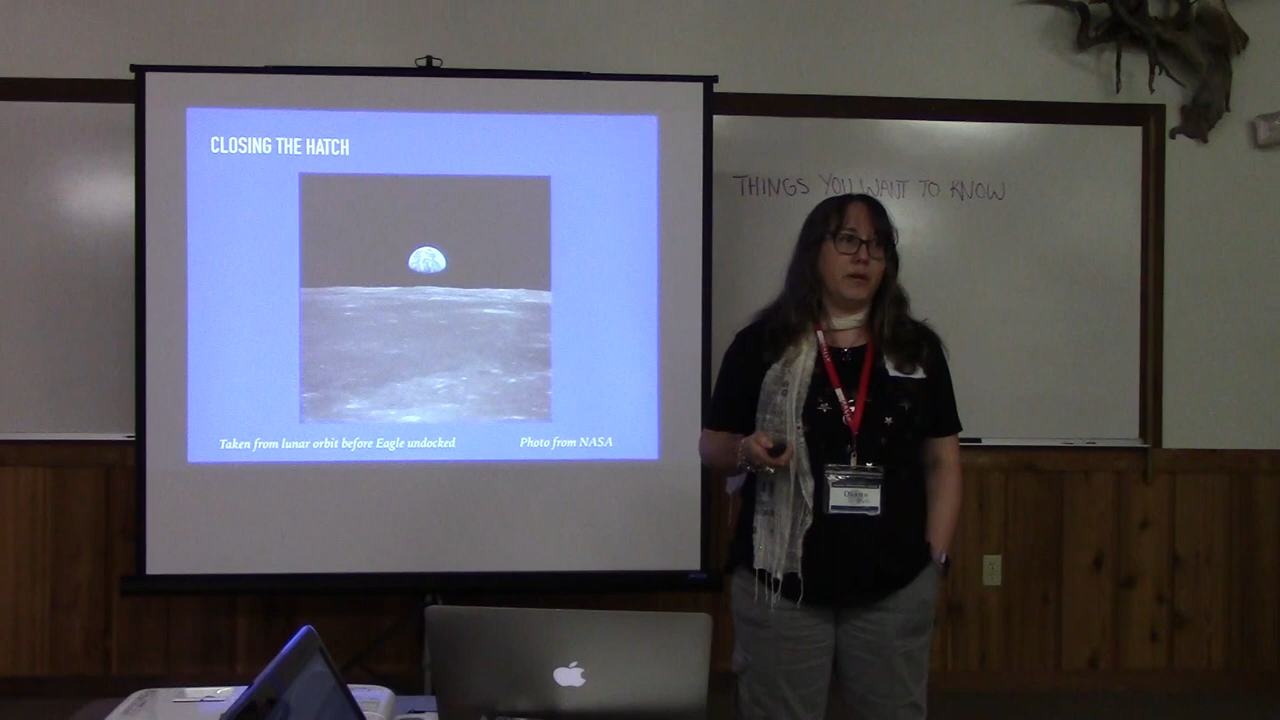 CLOSING THE HATCH
Taken from lunar orbit before Eagle undocked
Photo from NASA
THINGS YOU WANT TO KNOW